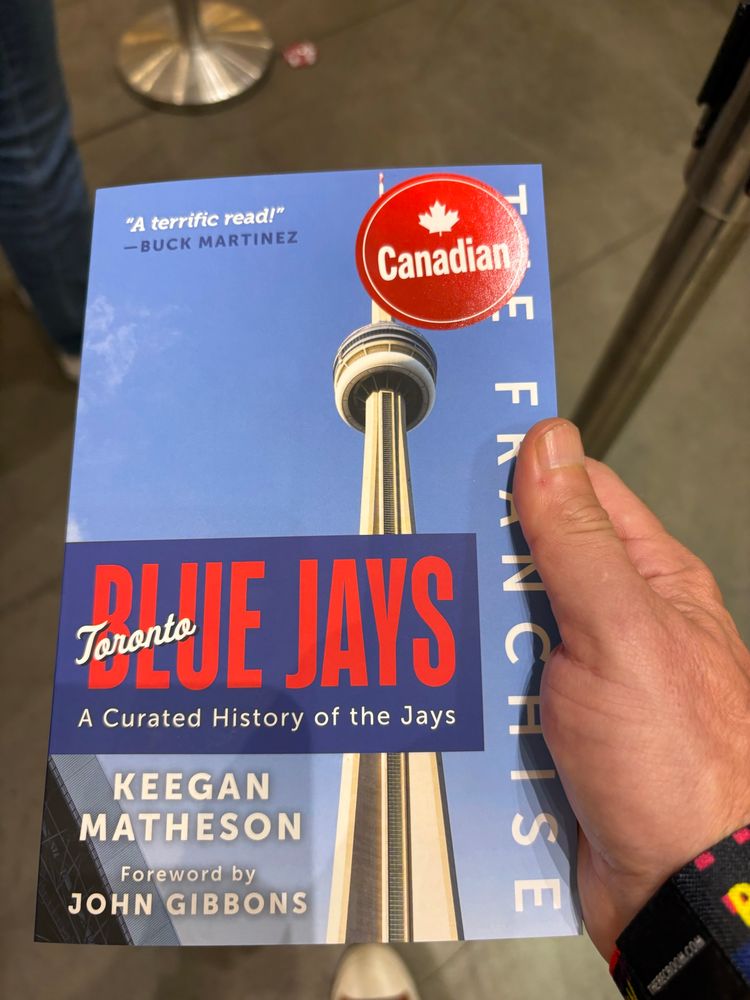 "A terrific read!"
—BUCK MARTINEZ
Canadian
THE FRANCHISE
Toronto
BLUE JAYS
A Curated History of the Jays
KEEGAN
MATHESON
Foreword by
JOHN GIBBONS